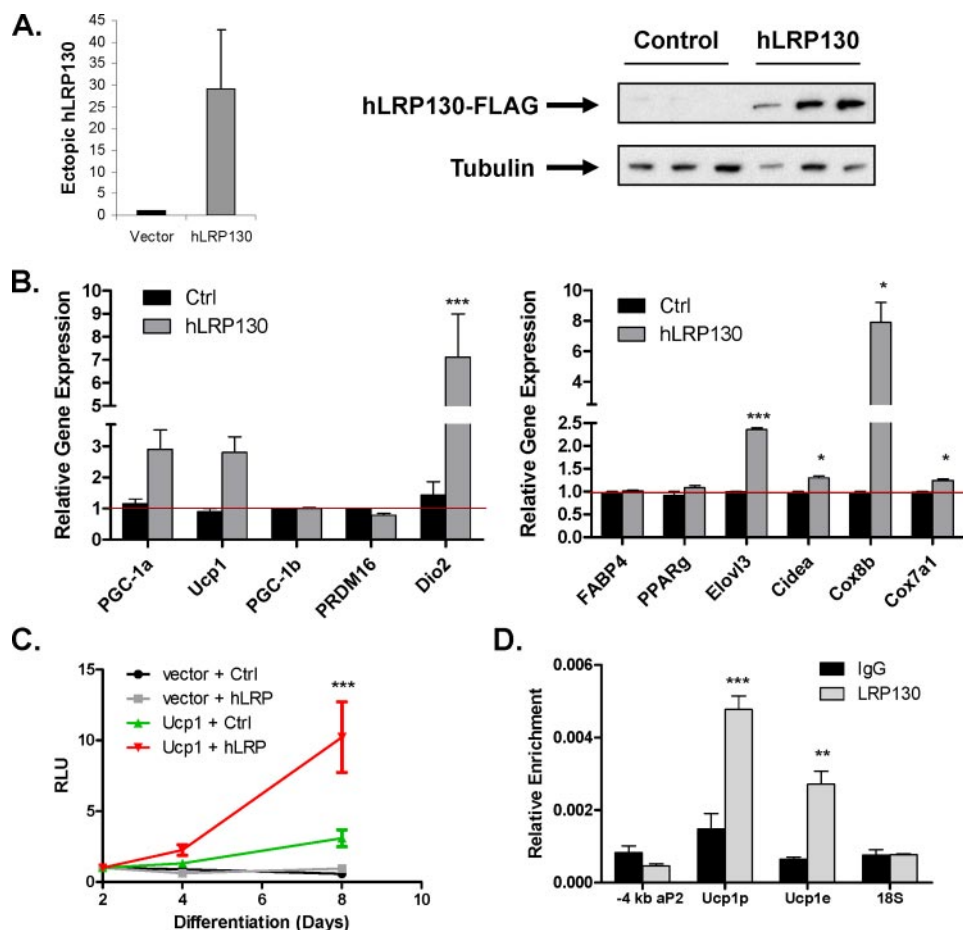 A.
Ectopic hLRP130
45
40
35
30
25
20
15
10
5
0
Vector
hLRP130
Control
hLRP130
hLRP130-FLAG
Tubulin
B.
Relative Gene Expression
10
9
8
7
6
5
3
2
1
0
Ctrl
hLRP130
***
PGC-1a
Ucp1
PGC-1b
PRDM16
Dio2
Relative Gene Expression
10
8
6
4
2.5
2.0
1.5
1.0
0.5
0.0
Ctrl
hLRP130
***
*
*
*
FABP4
PPARg
Elovl3
Cidea
Cox8b
Cox7a1
C.
RLU
15
10
5
0
vector + Ctrl
vector + hLRP
Ucp1 + Ctrl
Ucp1 + hLRP
***
2
4
6
8
10
Differentiation (Days)
D.
Relative Enrichment
0.006
0.004
0.002
0.000
IgG
LRP130
***
**
-4 kb aP2
Ucp1p
Ucp1e
18S